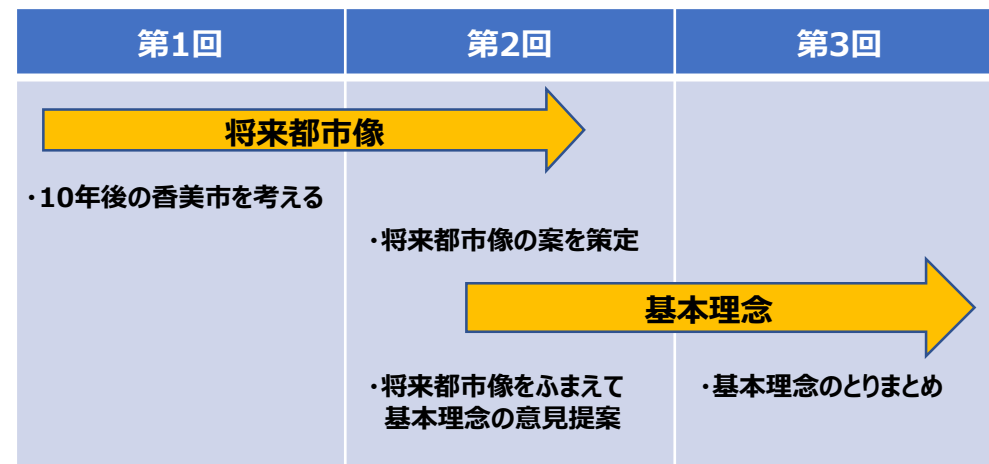 第1回
第2回
第3回
将来都市像
・10年後の香美市を考える
・将来都市像の案を策定
基本理念
・将来都市像をふまえて
基本理念の意見提案
・基本理念のとりまとめ